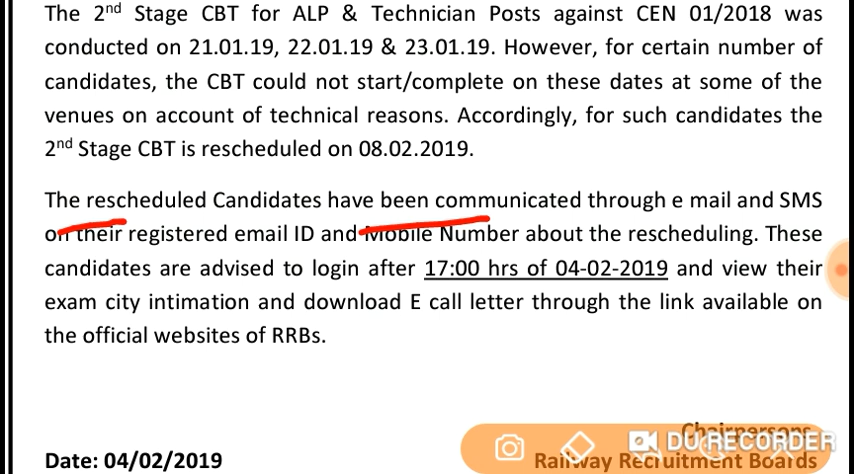 The 2nd Stage CBT for ALP & Technician Posts against CEN 01/2018 was
conducted on 21.01.19, 22.01.19 & 23.01.19. However, for certain number of
candidates, the CBT could not start/complete on these dates at some of the
venues on account of technical reasons. Accordingly, for such candidates the
2nd Stage CBT is rescheduled on 08.02.2019.
The rescheduled Candidates have been communicated through e mail and SMS
on their registered email ID and Mobile Number about the rescheduling. These
candidates are advised to login after 17:00 hrs of 04-02-2019 and view their
exam city intimation and download E call letter through the link available on
the official websites of RRBs.
Chairpersons
DU RECORDER
Date: 04/02/2019 Railway Recruitment Boards